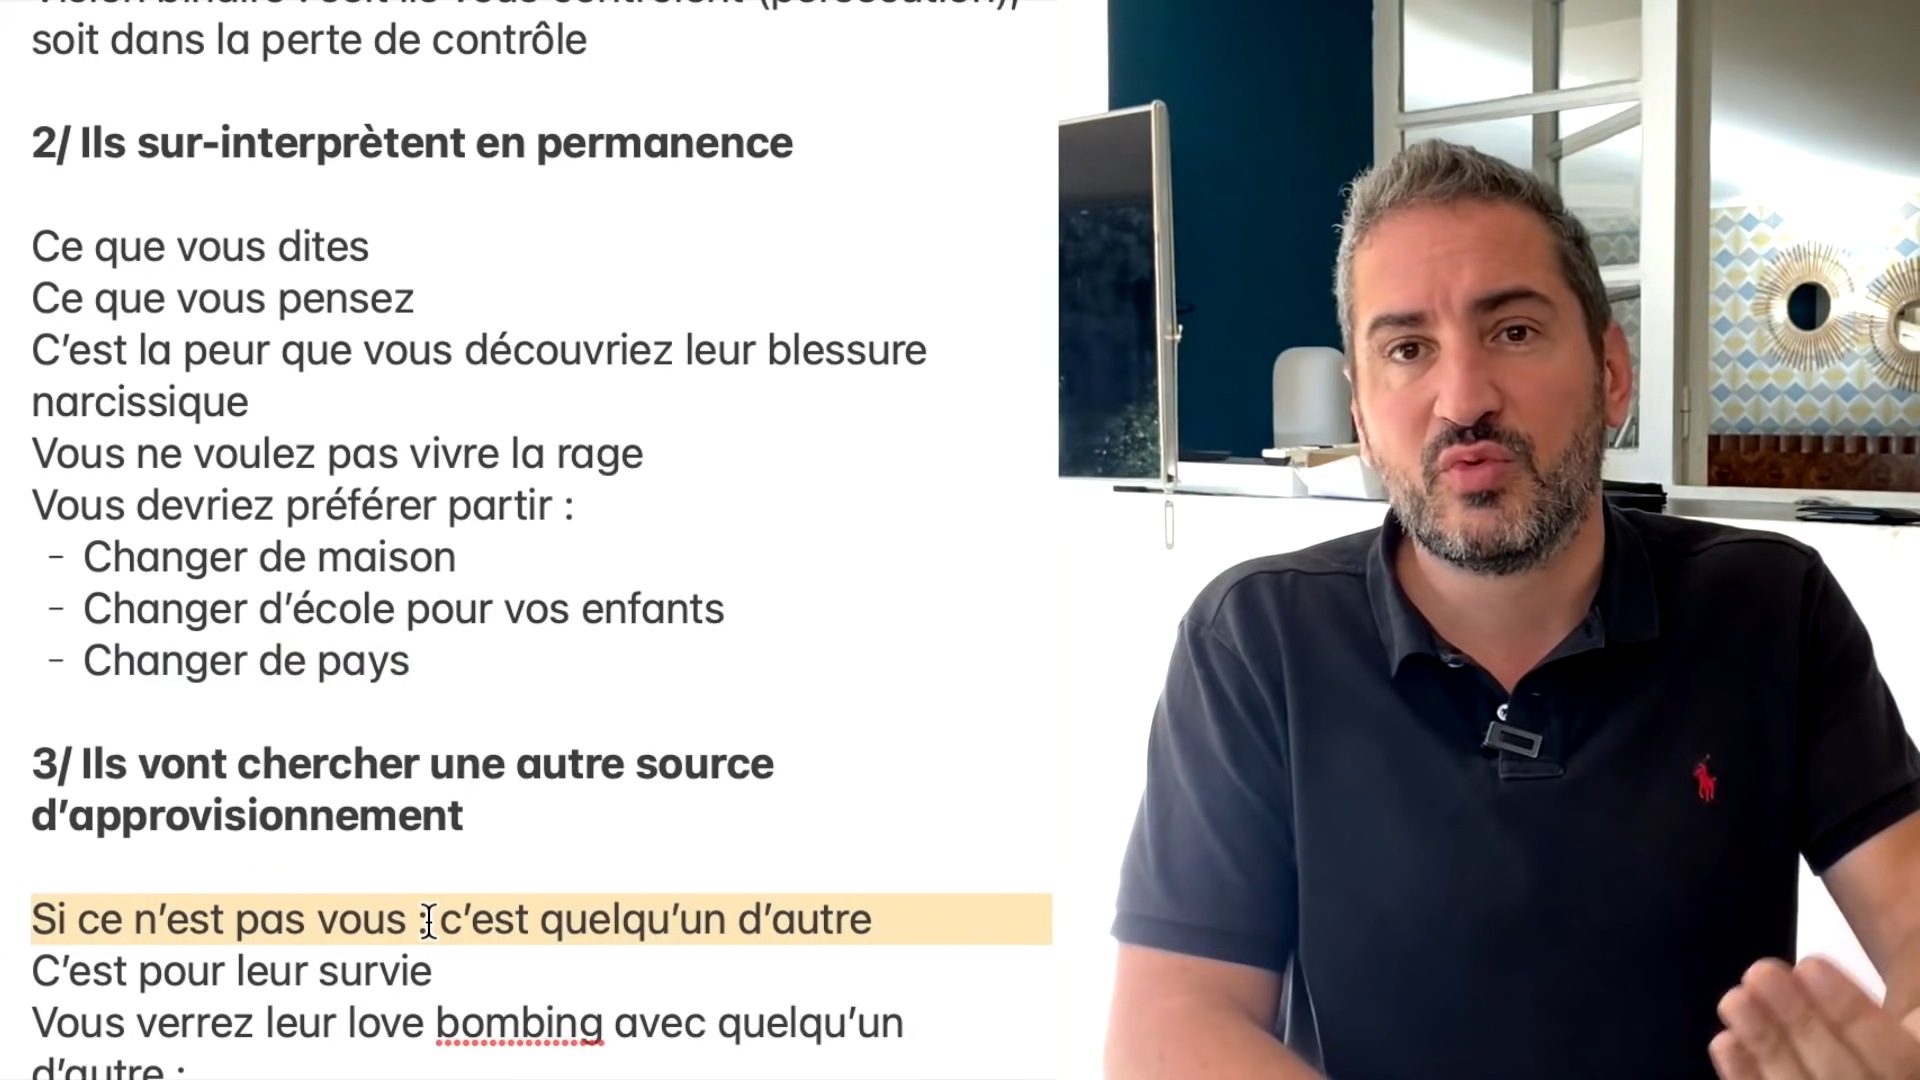 soit dans la perte de contrôle
2/ Ils sur-interprètent en permanence
Ce que vous dites
Ce que vous pensez
C’est la peur que vous découvriez leur blessure
narcissique
Vous ne voulez pas vivre la rage
Vous devriez préférer partir :
- Changer de maison
- Changer d’école pour vos enfants
- Changer de pays
3/ Ils vont chercher une autre source
d’approvisionnement
Si ce n’est pas vous : c’est quelqu’un d’autre
C’est pour leur survie
Vous verrez leur love bombing avec quelqu’un
d’autre :